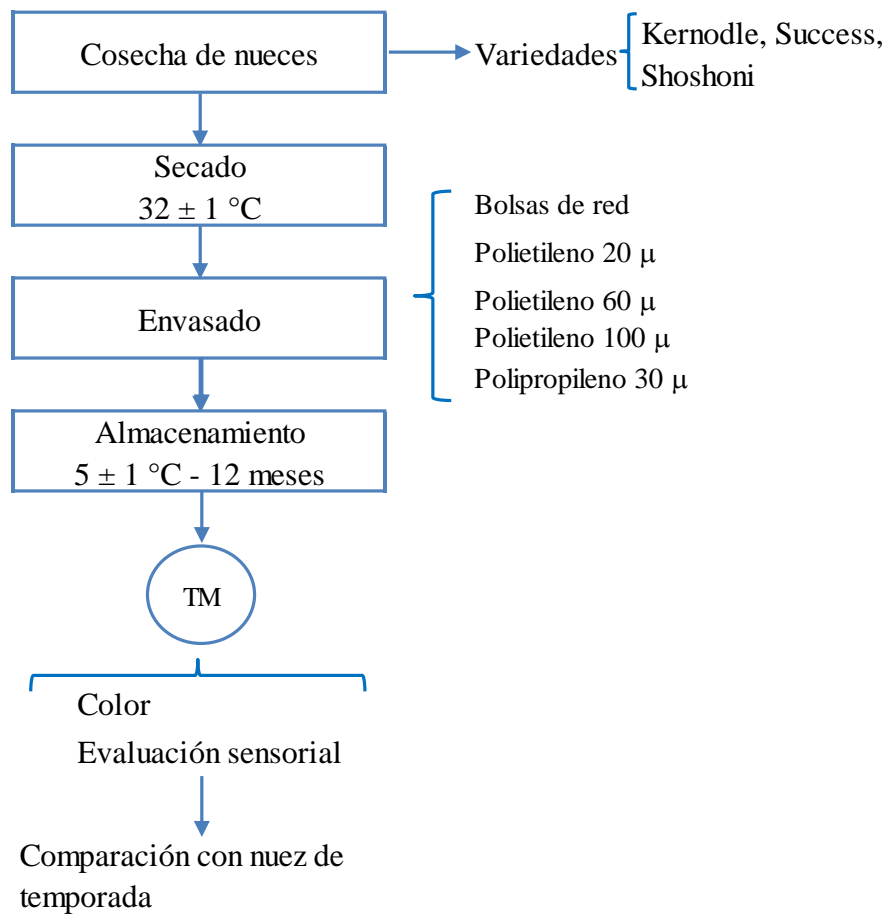 Cosecha de nueces
Variedades
Kernodle, Success,
Shoshoni
Secado
32 ± 1 °C
Bolsas de red
Polietileno 20 μ
Polietileno 60 μ
Polietileno 100 μ
Polipropileno 30 μ
Envasado
Almacenamiento
5 ± 1 °C - 12 meses
TM
Color
Evaluación sensorial
Comparación con nuez de
temporada